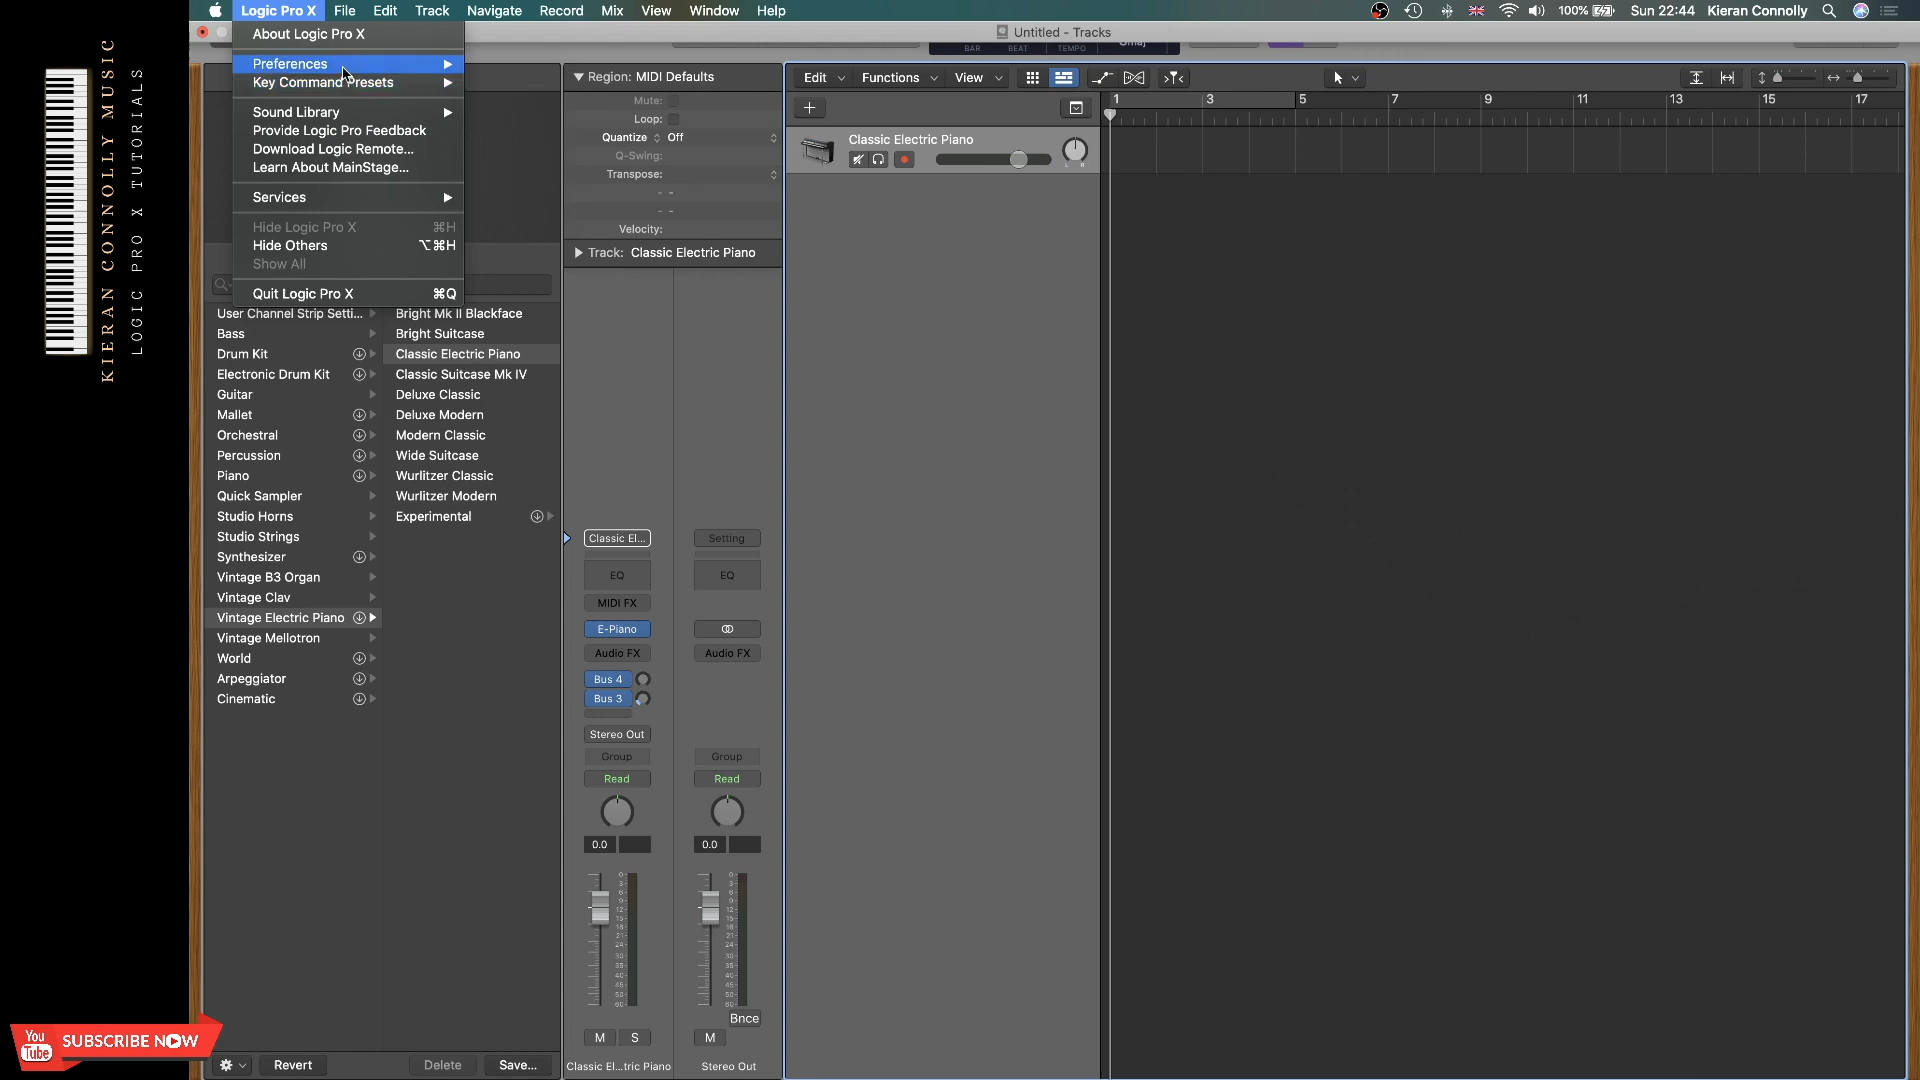 Logic Pro X File Edit Track Navigate Record Mix View Window Help
100% Sun 22:44 Kieran Connolly
About Logic Pro X
Preferences
Key Command Presets
Sound Library
Provide Logic Pro Feedback
Download Logic Remote...
Learn About MainStage...
Services
Hide Logic Pro X ⌘H
Hide Others ⌥⌘H
Show All
Quit Logic Pro X ⌘Q
Untitled - Tracks
BAR BEAT TEMPO
KIERAN CONNOLLY MUSIC
LOGIC PRO X TUTORIALS
User Channel Strip Setti...
Bass
Drum Kit
Electronic Drum Kit
Guitar
Mallet
Orchestral
Percussion
Piano
Quick Sampler
Studio Horns
Studio Strings
Synthesizer
Vintage B3 Organ
Vintage Clav
Vintage Electric Piano
Vintage Mellotron
World
Arpeggiator
Cinematic
Bright Mk II Blackface
Bright Suitcase
Classic Electric Piano
Classic Suitcase Mk IV
Deluxe Classic
Deluxe Modern
Modern Classic
Wide Suitcase
Wurlitzer Classic
Wurlitzer Modern
Experimental
Revert Delete Save...
Region: MIDI Defaults
Mute:
Loop:
Quantize Off
Q-Swing:
Transpose:
- -
- -
Velocity:
Track: Classic Electric Piano
Classic El... Setting
EQ EQ
MIDI FX
E-Piano
Audio FX Audio FX
Bus 4
Bus 3
Stereo Out
Group Group
Read Read
0.0 0.0
Bnce
M S M
Classic El...tric Piano Stereo Out
Edit Functions View
1 3 5 7 9 11 13 15 17
Classic Electric Piano
L R
You
Tube
SUBSCRIBE NOW